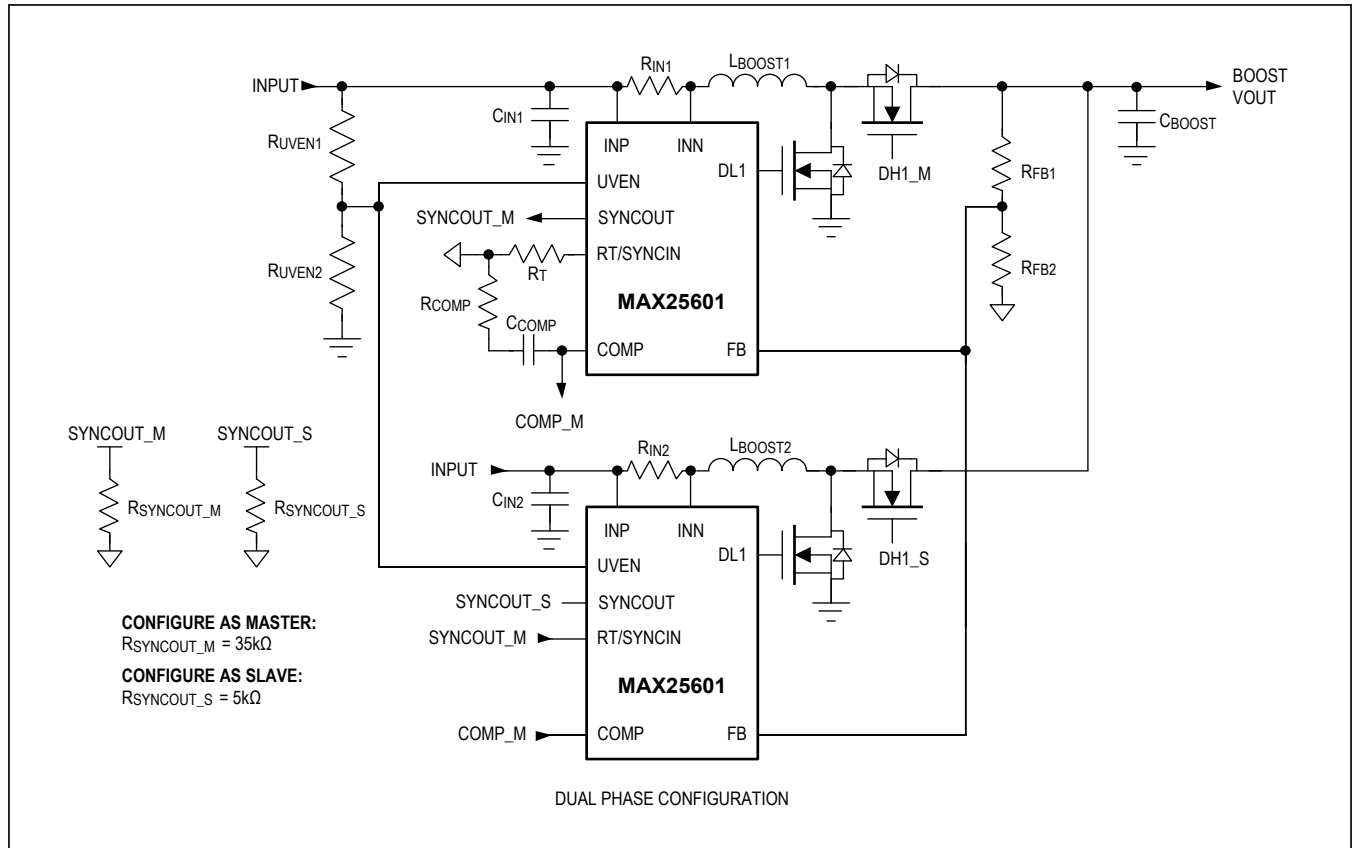 INPUT
RIN1
LBOOST1
BOOST
VOUT
CIN1
CBOOST
RUVEN1
INP
INN
DL1
DH1_M
RFB1
UVEN
SYNCOUT_M
SYNCOUT
RT/SYNCIN
RT
RUVEN2
RFB2
RCOMP
MAX25601
CCOMP
COMP
FB
COMP_M
SYNCOUT_M
SYNCOUT_S
RSYNCOUT_M
RSYNCOUT_S
INPUT
RIN2
LBOOST2
CIN2
INP
INN
DL1
DH1_S
UVEN
SYNCOUT_S
SYNCOUT
SYNCOUT_M
RT/SYNCIN
MAX25601
COMP_M
COMP
FB
CONFIGURE AS MASTER:
RSYNCOUT_M = 35kΩ
CONFIGURE AS SLAVE:
RSYNCOUT_S = 5kΩ
DUAL PHASE CONFIGURATION